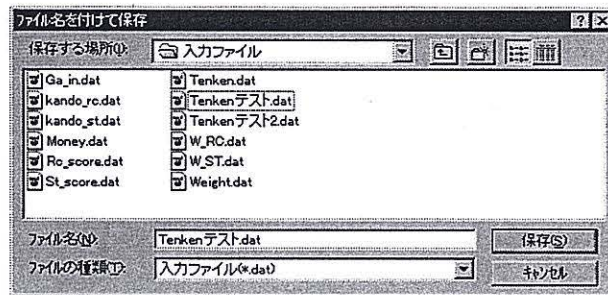 ファイル名を付けて保存
保存する場所(I): 入力ファイル
Ga_in.dat
kando_rc.dat
kando_st.dat
Money.dat
Rc_score.dat
St_score.dat
Tenken.dat
Tenkenテスト.dat
Tenkenテスト2.dat
W_RC.dat
W_ST.dat
Weight.dat
ファイル名(N): Tenkenテスト.dat 保存(S)
ファイルの種類(T): 入力ファイル(*.dat) キャンセル